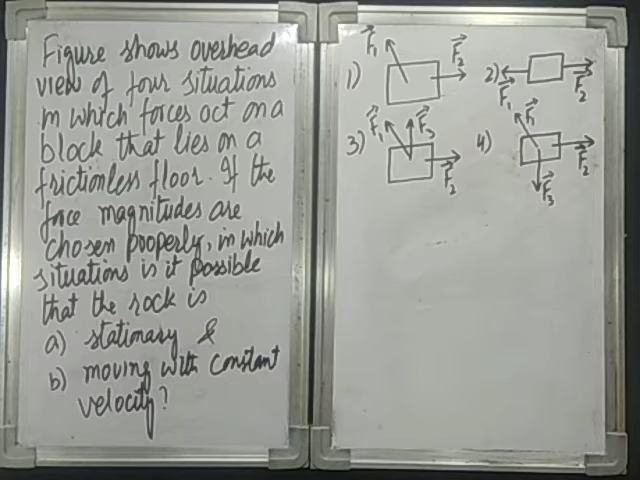 Figure shows overhead
view of four situations
in which forces act on a
block that lies on a
frictionless floor. If the
force magnitudes are
chosen properly, in which
situations is it possible
that the rock is
a) stationary &
b) moving with constant
velocity?
1) F₁ F₂
2) F₁ F₂
3) F₁ F₃ F₂
4) F₁ F₂ F₃